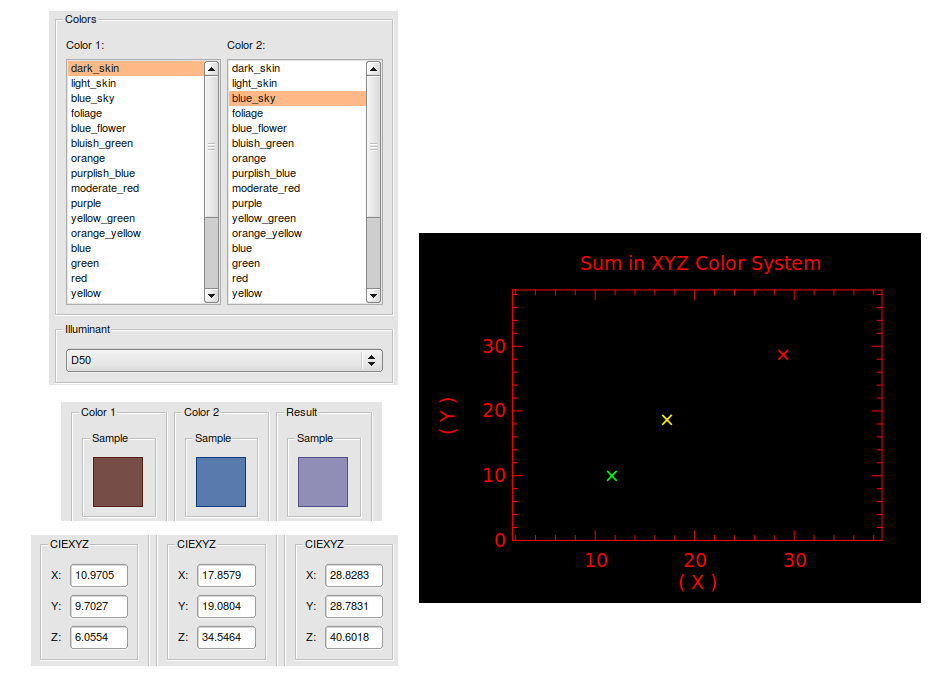 Colors
Color 1: Color 2:
dark_skin dark_skin
light_skin light_skin
blue_sky blue_sky
foliage foliage
blue_flower blue_flower
bluish_green bluish_green
orange orange
purplish_blue purplish_blue
moderate_red moderate_red
purple purple
yellow_green yellow_green
orange_yellow orange_yellow
blue blue
green green
red red
yellow yellow
Illuminant
D50
Color 1 Color 2 Result
Sample Sample Sample
CIEXYZ CIEXYZ CIEXYZ
X: 10.9705 X: 17.8579 X: 28.8283
Y: 9.7027 Y: 19.0804 Y: 28.7831
Z: 6.0554 Z: 34.5464 Z: 40.6018
Sum in XYZ Color System
30
20
10
0
( Y )
10 20 30
( X )